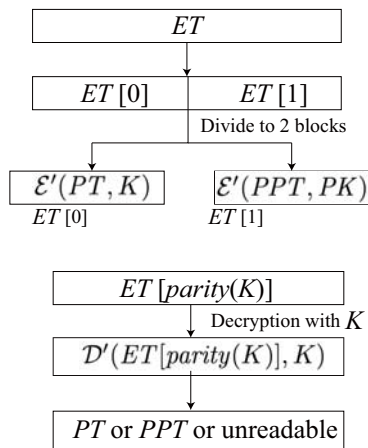 ET
ET [0] ET [1]
Divide to 2 blocks
ℰ′(PT, K) ℰ′(PPT, PK)
ET [0] ET [1]
ET [parity(K)]
Decryption with K
𝒟′(ET[parity(K)], K)
PT or PPT or unreadable